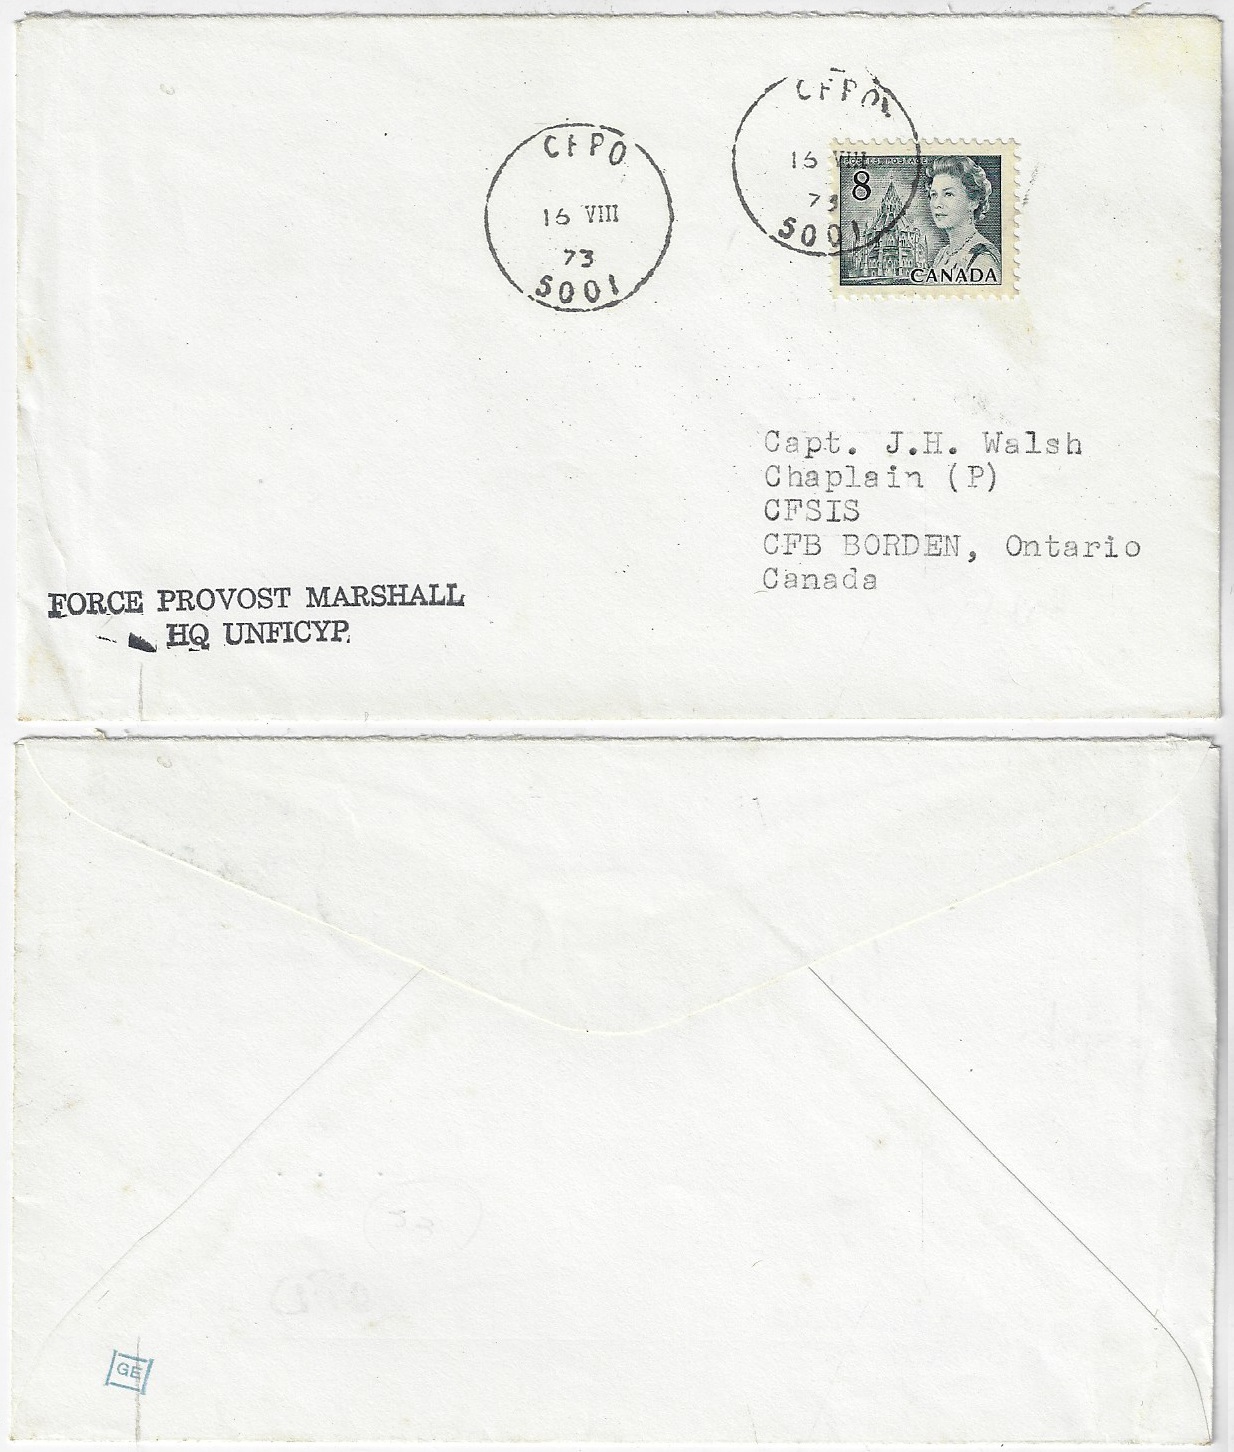 CFPO
16 VIII
73
5001
CFPO
16 VIII
73
5001
POSTES POSTAGE
8
CANADA
Capt. J.H. Walsh
Chaplain (P)
CFSIS
CFB BORDEN, Ontario
Canada
FORCE PROVOST MARSHALL
HQ UNFICYP.
GE